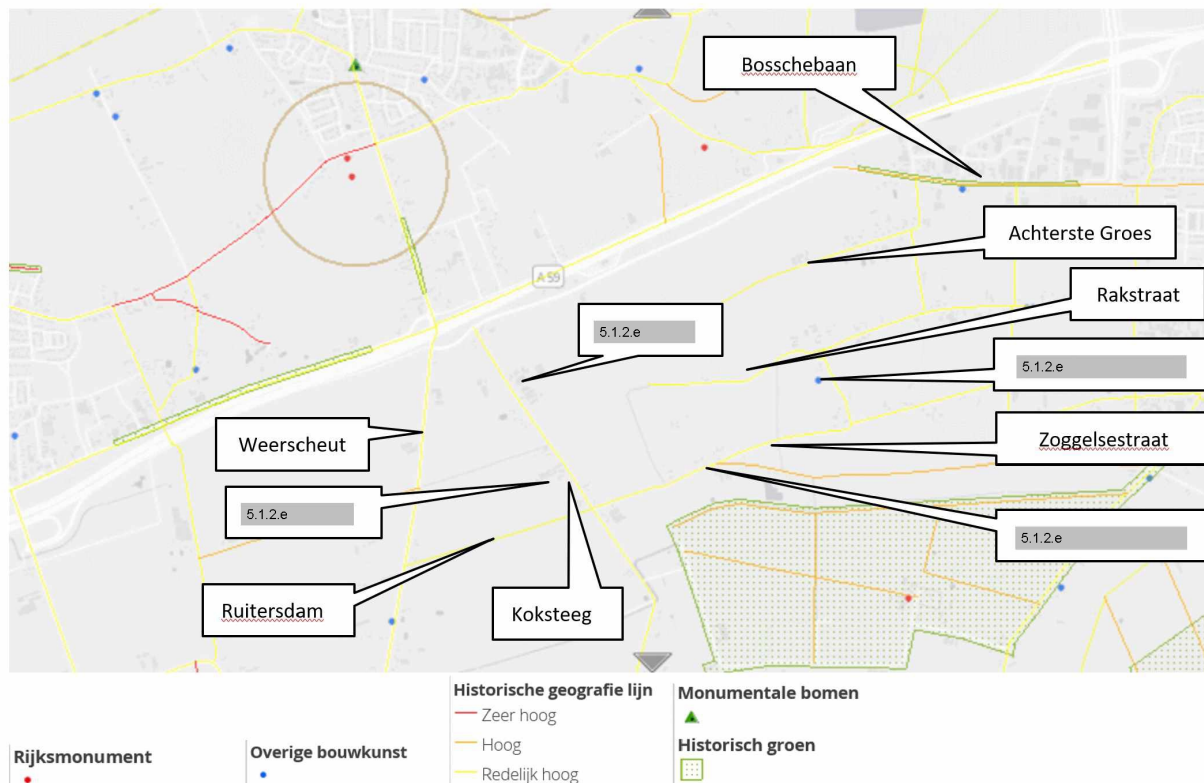 Bosschebaan
Achterste Groes
A 59
Rakstraat
5.1.2.e
5.1.2.e
Weerscheut
Zoggelsestraat
5.1.2.e
5.1.2.e
Ruitersdam
Koksteeg
Historische geografie lijn
Zeer hoog
Hoog
Redelijk hoog
Monumentale bomen
Historisch groen
Rijksmonument
Overige bouwkunst